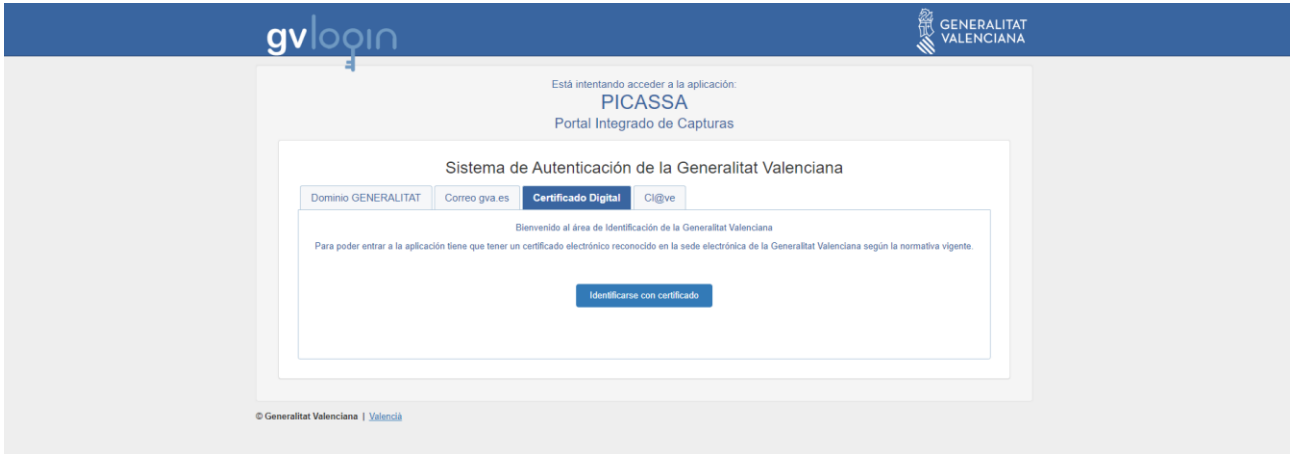 gvlogin
GENERALITAT
VALENCIANA
Está intentando acceder a la aplicación:
PICASSA
Portal Integrado de Capturas
Sistema de Autenticación de la Generalitat Valenciana
Dominio GENERALITAT Correo gva.es Certificado Digital Cl@ve
Bienvenido al área de Identificación de la Generalitat Valenciana
Para poder entrar a la aplicación tiene que tener un certificado electrónico reconocido en la sede electrónica de la Generalitat Valenciana según la normativa vigente.
Identificarse con certificado
© Generalitat Valenciana | Valencià